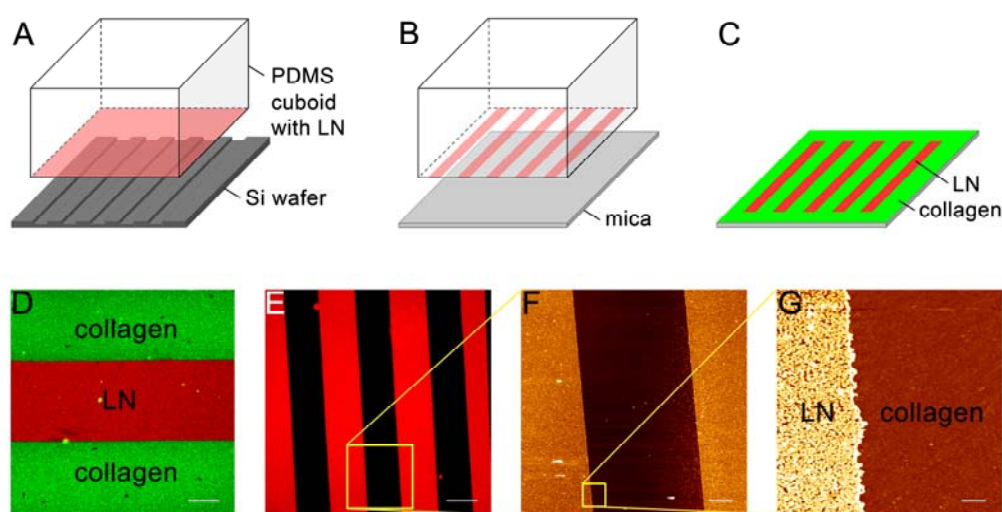 A
PDMS
cuboid
with LN
Si wafer
B
mica
C
LN
collagen
D
collagen
LN
collagen
E
F
G
LN
collagen